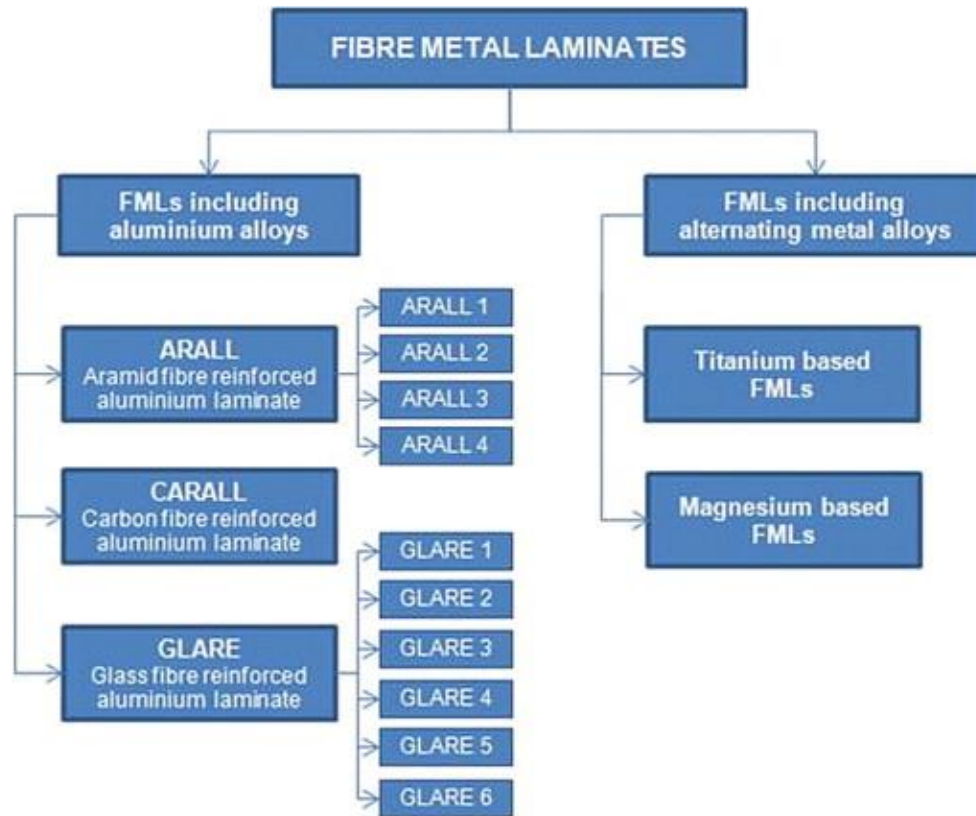 FIBRE METAL LAMINATES
FMLs including
aluminium alloys
FMLs including
alternating metal alloys
ARALL
Aramid fibre reinforced
aluminium laminate
ARALL 1
ARALL 2
ARALL 3
ARALL 4
Titanium based
FMLs
CARALL
Carbon fibre reinforced
aluminium laminate
Magnesium based
FMLs
GLARE
Glass fibre reinforced
aluminium laminate
GLARE 1
GLARE 2
GLARE 3
GLARE 4
GLARE 5
GLARE 6